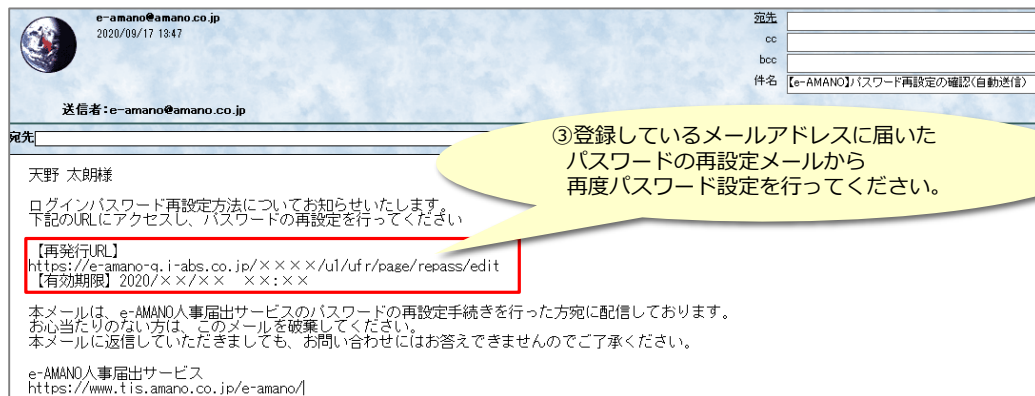 e-amano@amano.co.jp
2020/09/17 13:47
宛先
cc
bcc
件名 【e-AMANO】パスワード再設定の確認(自動送信)
送信者:e-amano@amano.co.jp
宛先
③登録しているメールアドレスに届いた
パスワードの再設定メールから
再度パスワード設定を行ってください。
天野 太朗様
ログインパスワード再設定方法についてお知らせいたします。
下記のURLにアクセスし、パスワードの再設定を行ってください
【再発行URL】
https://e-amano-q.i-abs.co.jp/××××/u1/ufr/page/repass/edit
【有効期限】2020/××/×× ××:××
本メールは、e-AMANO人事届出サービスのパスワードの再設定手続きを行った方宛に配信しております。
お心当たりのない方は、このメールを破棄してください。
本メールに返信していただきましても、お問い合わせにはお答えできませんのでご了承ください。
e-AMANO人事届出サービス
https://www.tis.amano.co.jp/e-amano/